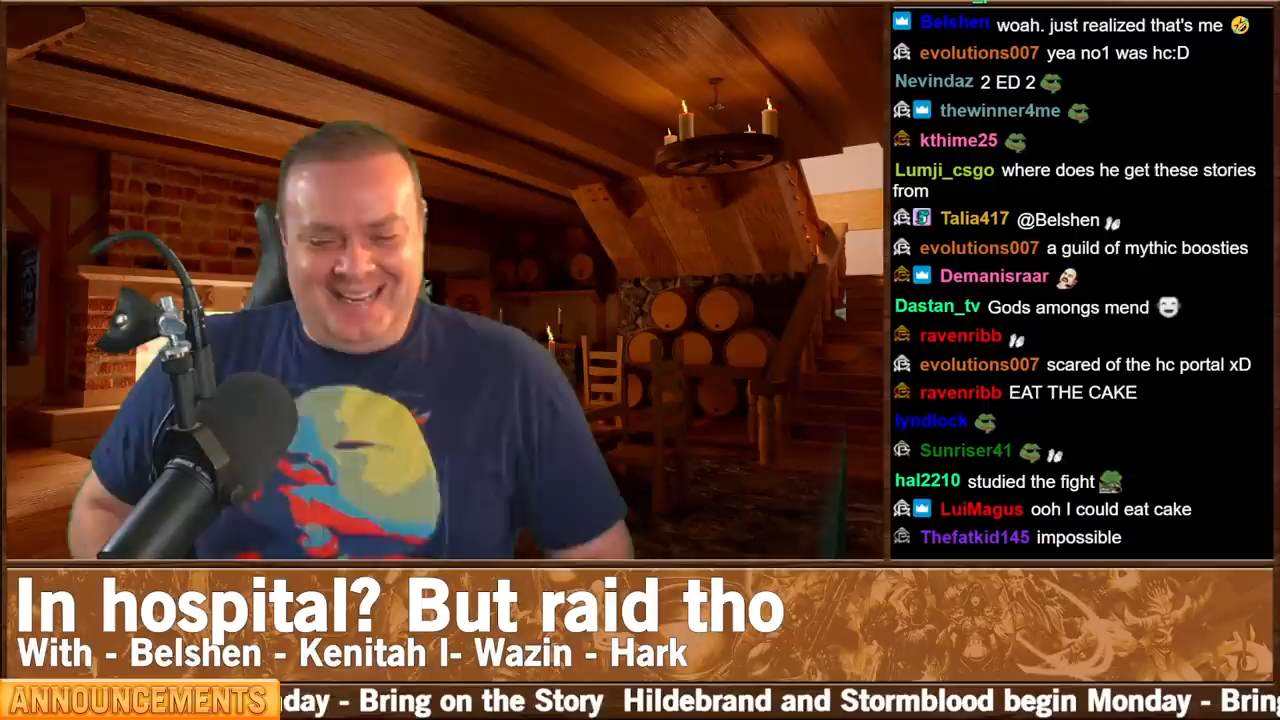 Belshen woah. just realized that's me
evolutions007 yea no1 was hc:D
Nevindaz 2 ED 2
thewinner4me
kthime25
Lumji_csgo where does he get these stories
from
Talia417 @Belshen
evolutions007 a guild of mythic boosties
Demanisraar
Dastan_tv Gods amongs mend
ravenribb
evolutions007 scared of the hc portal xD
ravenribb EAT THE CAKE
lyndlock
Sunriser41
hal2210 studied the fight
LuiMagus ooh I could eat cake
Thefatkid145 impossible
In hospital? But raid tho
With - Belshen - Kenitah I- Wazin - Hark
ANNOUNCEMENTS day - Bring on the Story Hildebrand and Stormblood begin Monday - Brin